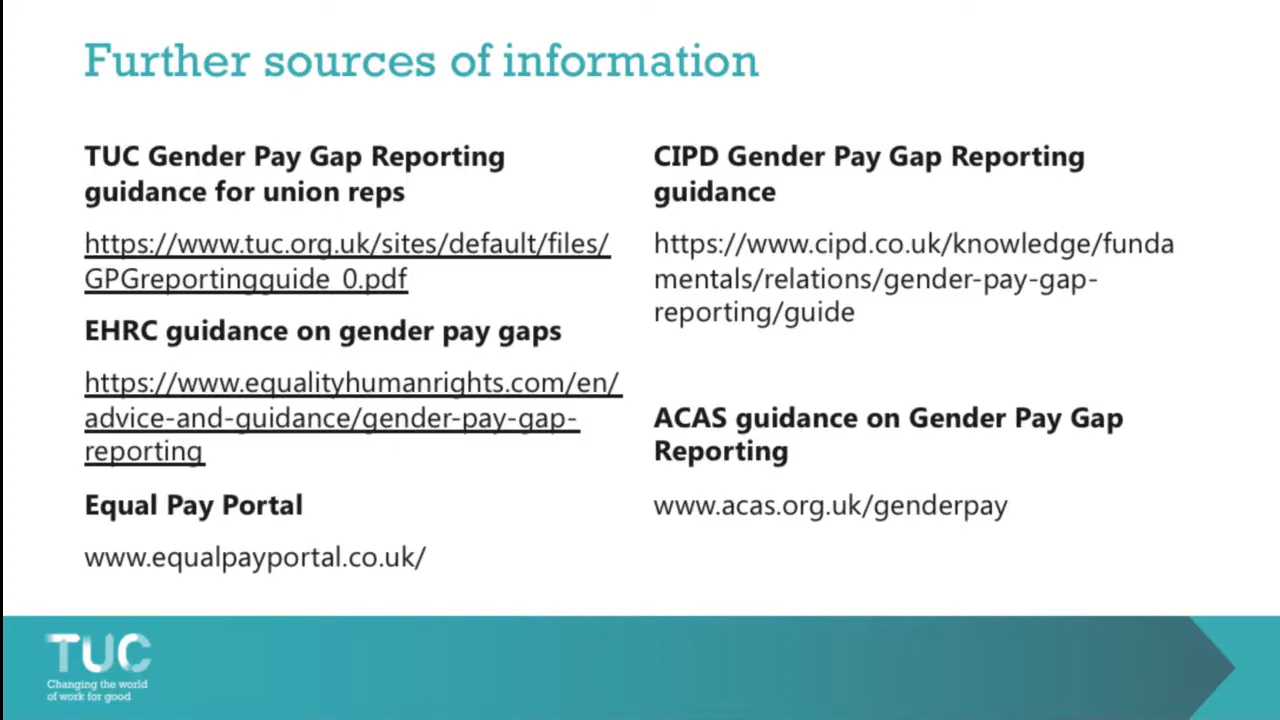 Further sources of information
TUC Gender Pay Gap Reporting
guidance for union reps
https://www.tuc.org.uk/sites/default/files/
GPGreportingguide_0.pdf
EHRC guidance on gender pay gaps
https://www.equalityhumanrights.com/en/
advice-and-guidance/gender-pay-gap-
reporting
Equal Pay Portal
www.equalpayportal.co.uk/
CIPD Gender Pay Gap Reporting
guidance
https://www.cipd.co.uk/knowledge/funda
mentals/relations/gender-pay-gap-
reporting/guide
ACAS guidance on Gender Pay Gap
Reporting
www.acas.org.uk/genderpay
TUC
Changing the world
of work for good